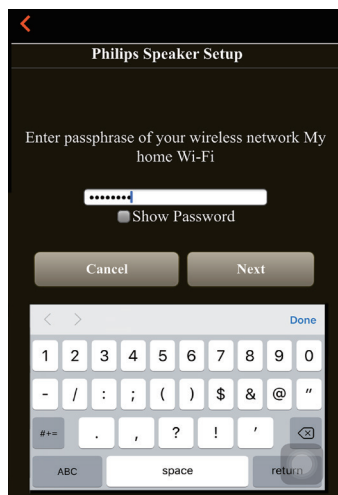 Philips Speaker Setup
Enter passphrase of your wireless network My
home Wi-Fi
••••••••
Show Password
Cancel Next
Done
1 2 3 4 5 6 7 8 9 0
- / : ; ( ) $ & @ "
#+= . , ? ! '
ABC space return